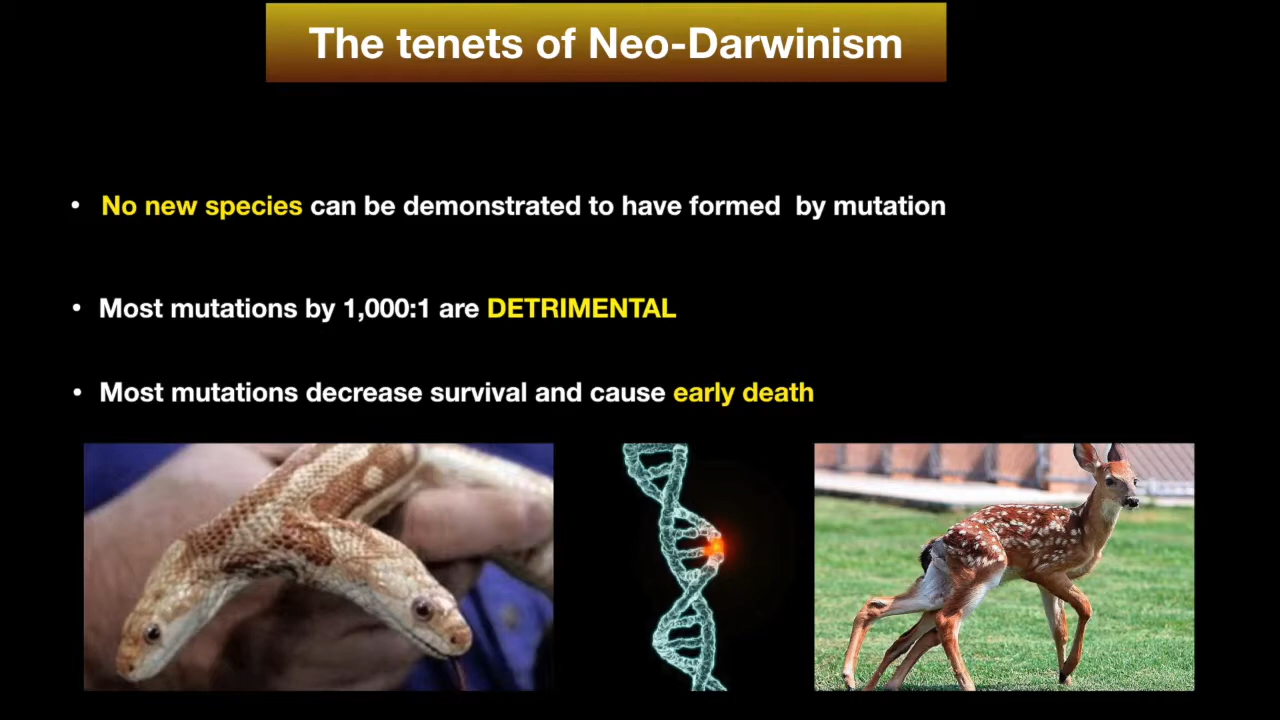 The tenets of Neo-Darwinism
• No new species can be demonstrated to have formed  by mutation
• Most mutations by 1,000:1 are DETRIMENTAL
• Most mutations decrease survival and cause early death